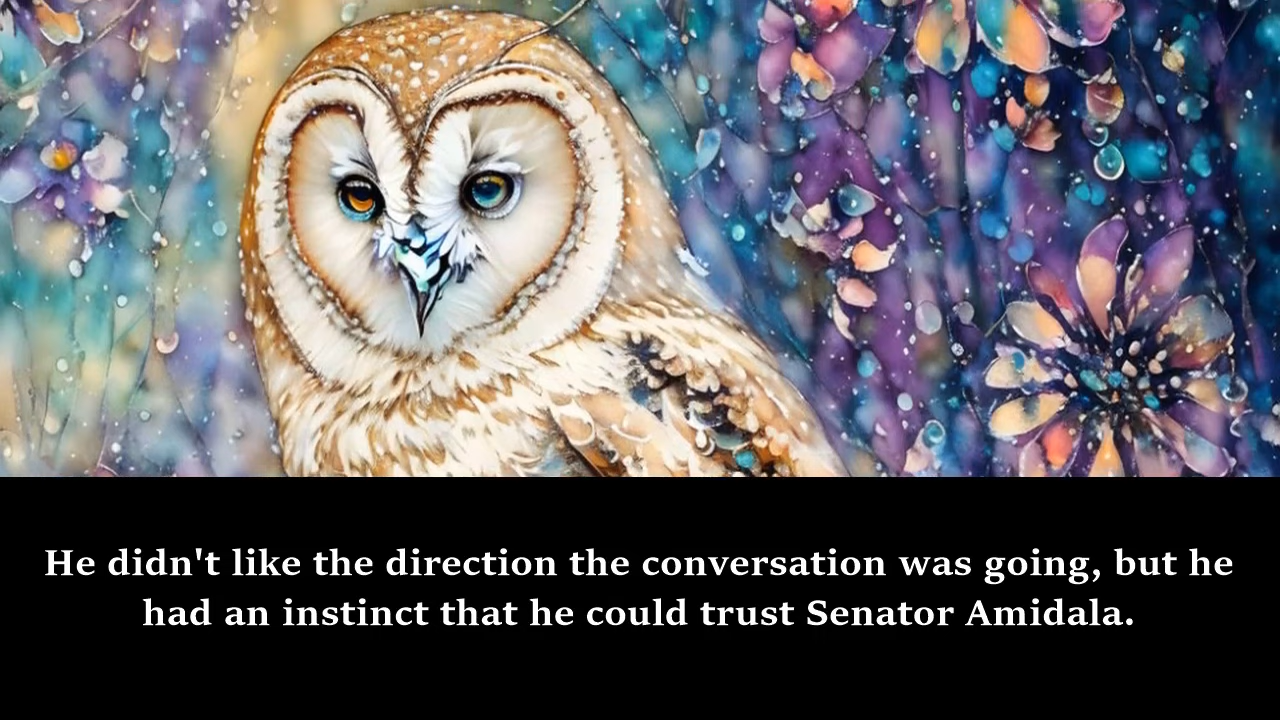 He didn't like the direction the conversation was going, but he
had an instinct that he could trust Senator Amidala.